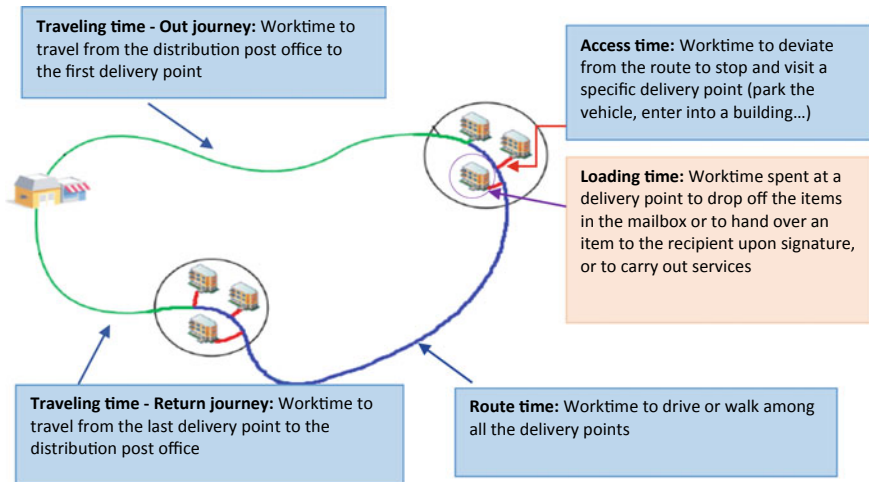 Traveling time - Out journey: Worktime to
travel from the distribution post office to
the first delivery point
Access time: Worktime to deviate
from the route to stop and visit a
specific delivery point (park the
vehicle, enter into a building…)
Loading time: Worktime spent at a
delivery point to drop off the items
in the mailbox or to hand over an
item to the recipient upon signature,
or to carry out services
Traveling time - Return journey: Worktime to
travel from the last delivery point to the
distribution post office
Route time: Worktime to drive or walk among
all the delivery points